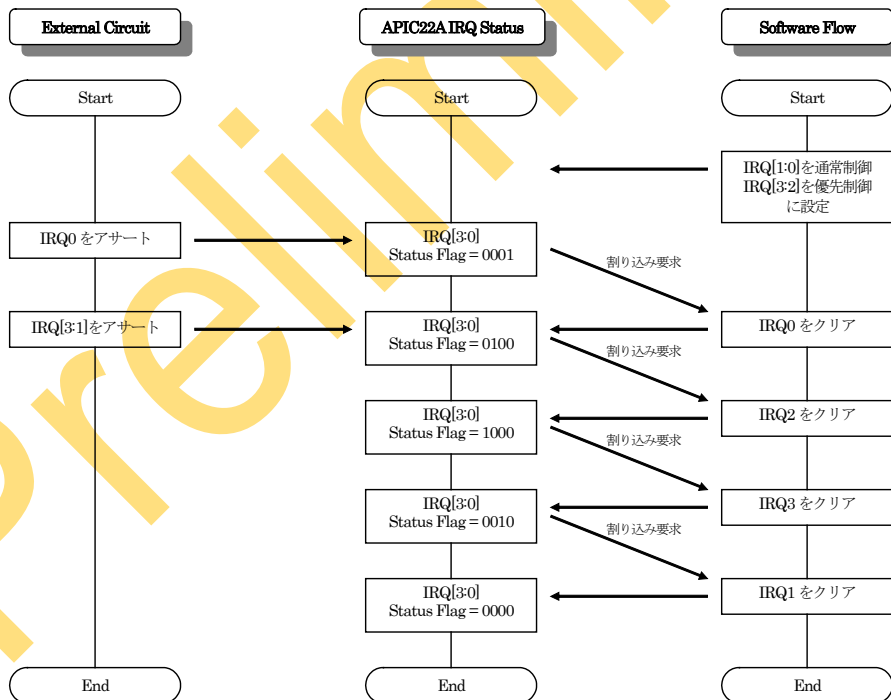 External Circuit
APIC22A IRQ Status
Software Flow
Start
Start
Start
IRQ[1:0]を通常制御
IRQ[3:2]を優先制御
に設定
IRQ0 をアサート
IRQ[3:0]
Status Flag = 0001
割り込み要求
IRQ[3:1]をアサート
IRQ[3:0]
Status Flag = 0100
IRQ0 をクリア
割り込み要求
IRQ[3:0]
Status Flag = 1000
IRQ2 をクリア
割り込み要求
IRQ[3:0]
Status Flag = 0010
IRQ3 をクリア
割り込み要求
IRQ[3:0]
Status Flag = 0000
IRQ1 をクリア
End
End
End
Prelimi